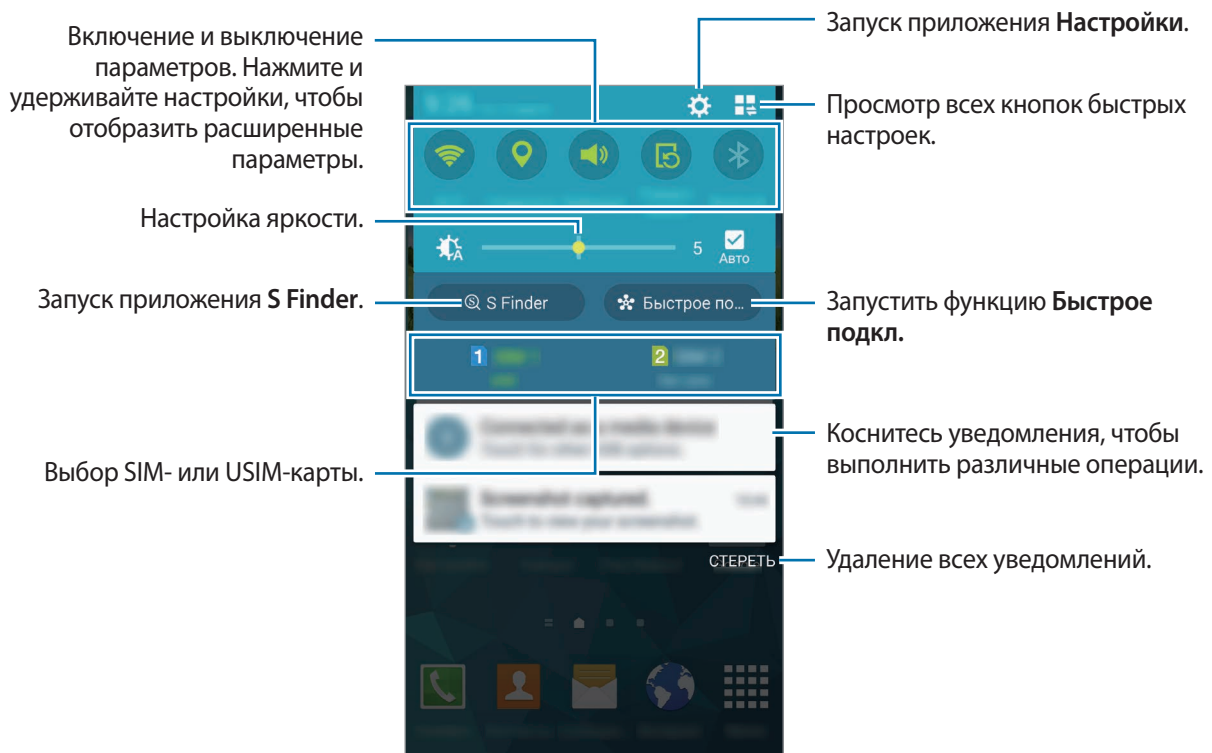 Включение и выключение
параметров. Нажмите и
удерживайте настройки, чтобы
отобразить расширенные
параметры.
Настройка яркости.
Запуск приложения S Finder.
Выбор SIM- или USIM-карты.
5
Авто
S Finder
Быстрое по...
1
2
СТЕРЕТЬ
Запуск приложения Настройки.
Просмотр всех кнопок быстрых
настроек.
Запустить функцию Быстрое
подкл.
Коснитесь уведомления, чтобы
выполнить различные операции.
Удаление всех уведомлений.